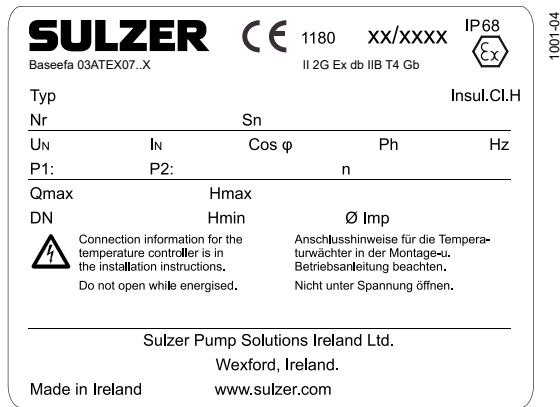 SULZER CE 1180 xx/xxxx IP68
Baseefa 03ATEX07..X II 2G Ex db IIB T4 Gb Ex
Typ Insul.Cl.H
Nr Sn
UN IN Cos φ Ph Hz
P1: P2: n
Qmax Hmax
DN Hmin Ø Imp
Connection information for the
temperature controller is in
the installation instructions.
Do not open while energised.
Anschlusshinweise für die Tempera-
turwächter in der Montage-u.
Betriebsanleitung beachten.
Nicht unter Spannung öffnen.
Sulzer Pump Solutions Ireland Ltd.
Wexford, Ireland.
Made in Ireland www.sulzer.com
1001-04